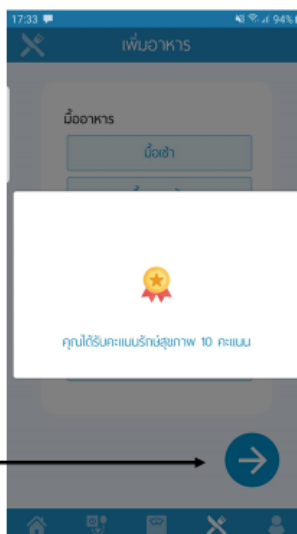 17:33
94%
เพิ่มอาหาร
มื้ออาหาร
มื้อเช้า
คุณได้รับคะแนนรักษ์สุขภาพ 10 คะแนน